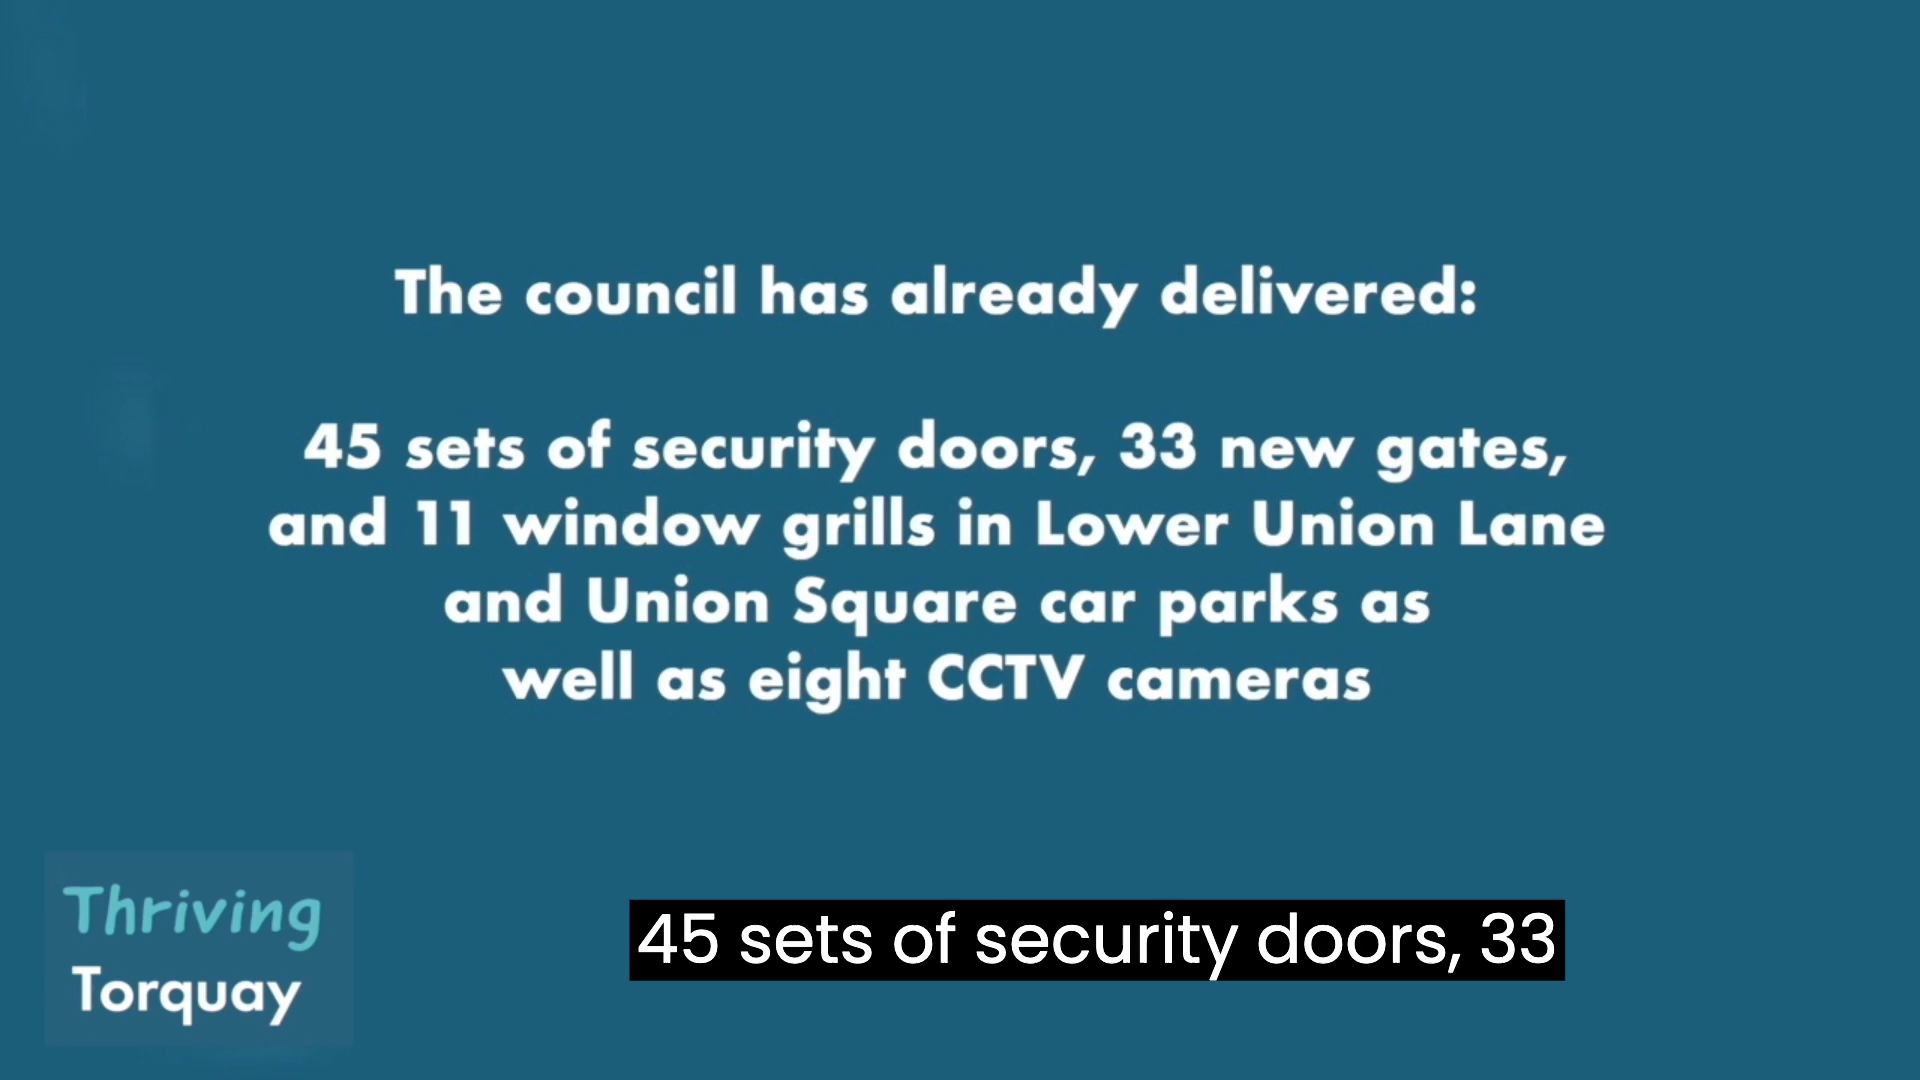 The council has already delivered:
45 sets of security doors, 33 new gates,
and 11 window grills in Lower Union Lane
and Union Square car parks as
well as eight CCTV cameras
Thriving
Torquay
45 sets of security doors, 33